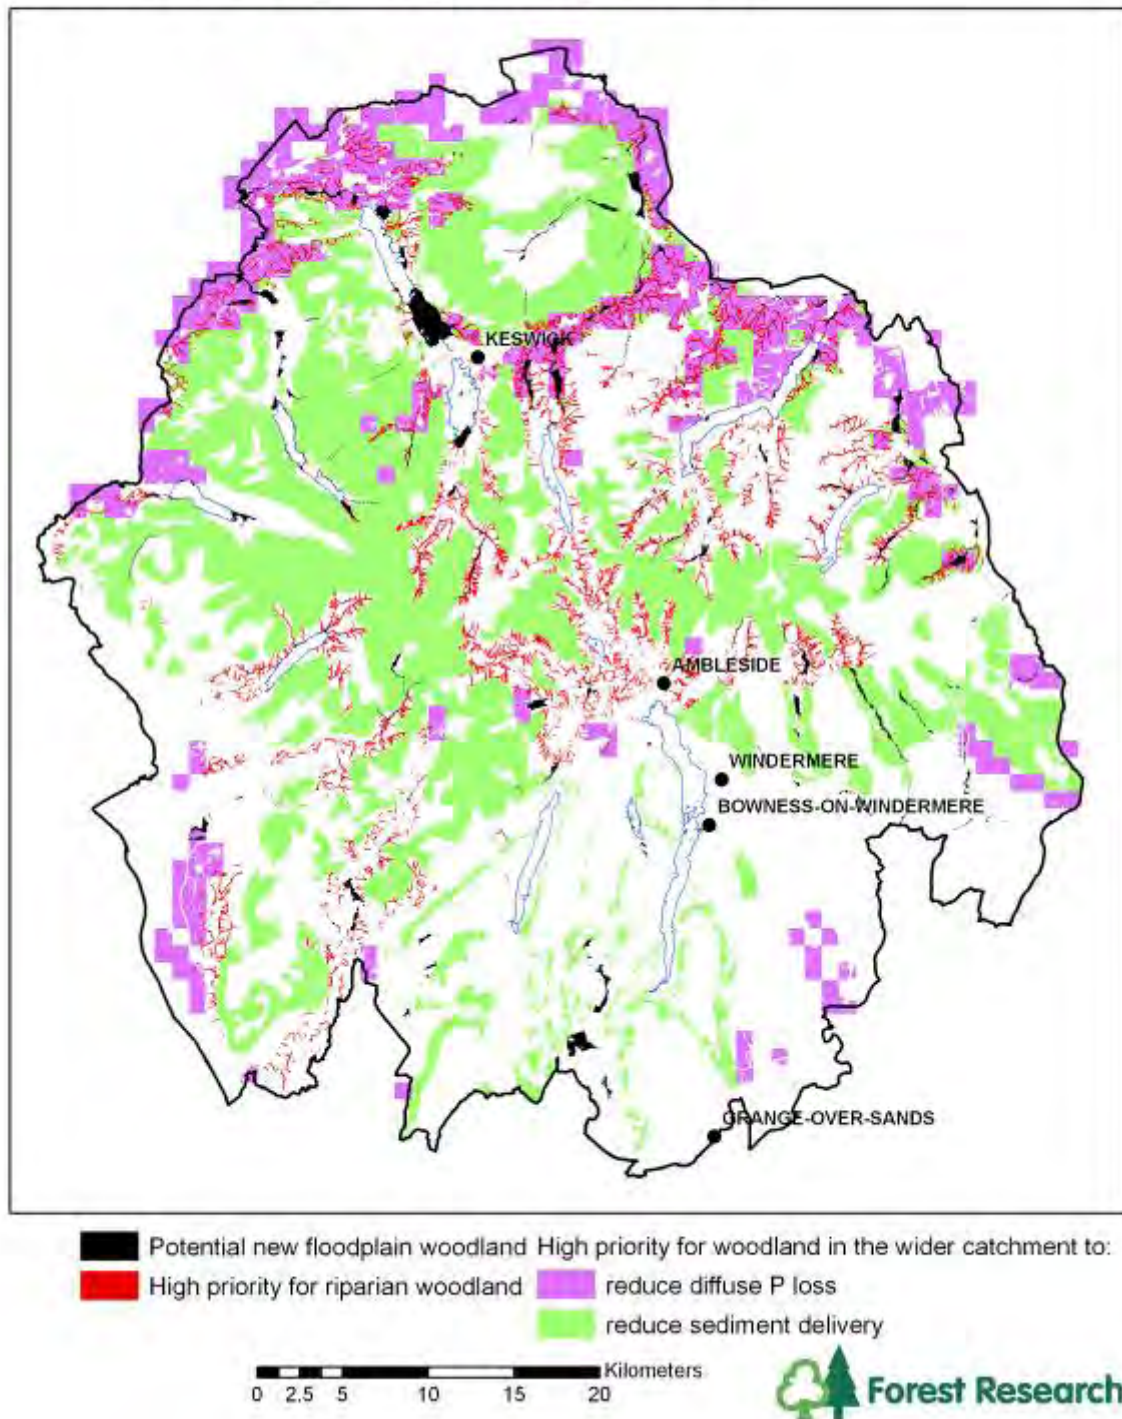 KESWICK
AMBLESIDE
WINDERMERE
BOWNESS-ON-WINDERMERE
GRANGE-OVER-SANDS
Potential new floodplain woodland High priority for woodland in the wider catchment to:
High priority for riparian woodland reduce diffuse P loss
reduce sediment delivery
Kilometers
0 2.5 5 10 15 20
Forest Research